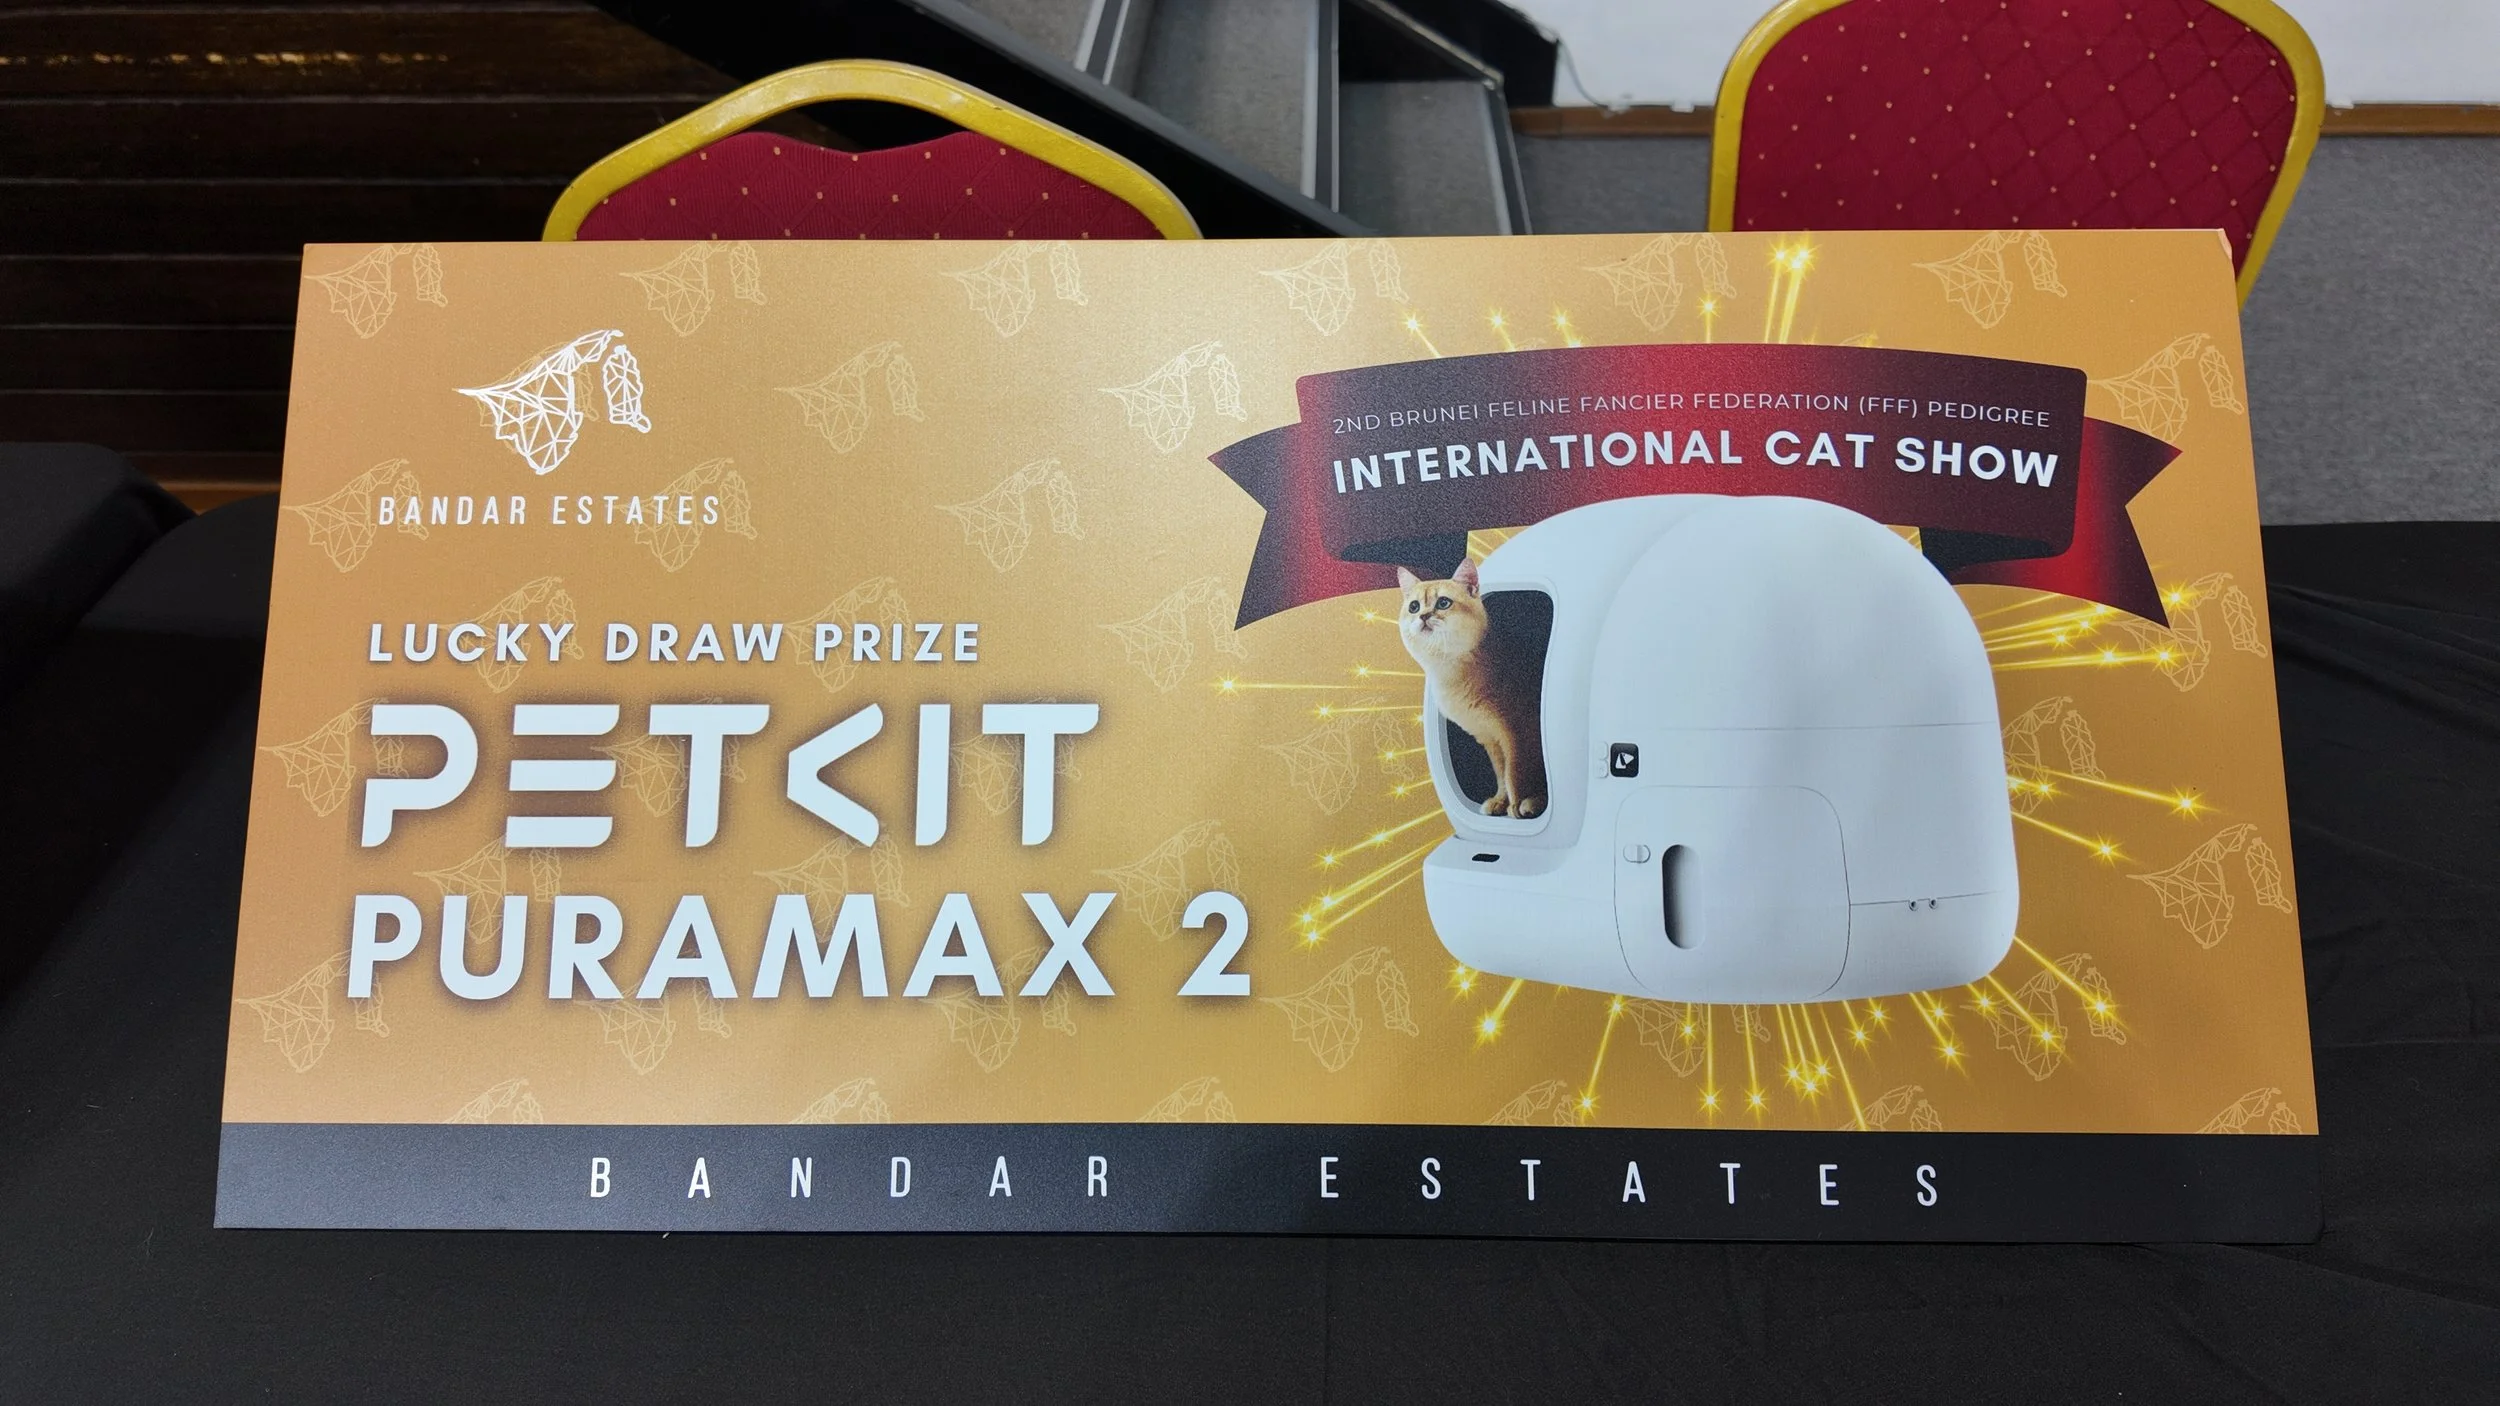 BANDAR ESTATES
LUCKY DRAW PRIZE
PETKIT
PURAMAX 2
2ND BRUNEI FELINE FANCIER FEDERATION (FFF) PEDIGREE
INTERNATIONAL CAT SHOW
BANDAR ESTATES